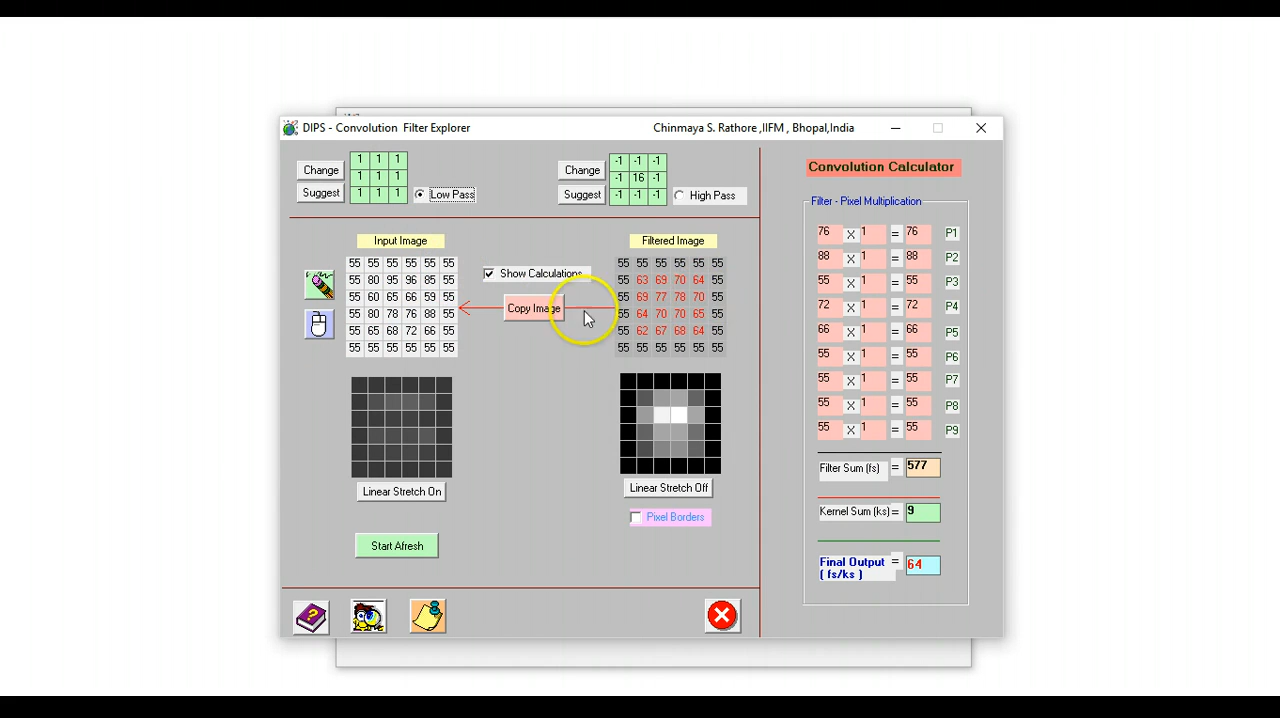 DIPS - Convolution Filter Explorer
Chinmaya S. Rathore ,IIFM , Bhopal,India
Change
Suggest
1 1 1
1 1 1
1 1 1
Low Pass
Change
Suggest
-1 -1 -1
-1 16 -1
-1 -1 -1
High Pass
Input Image
55 55 55 55 55 55
55 80 95 96 85 55
55 60 65 66 59 55
55 80 78 76 88 55
55 65 68 72 66 55
55 55 55 55 55 55
Linear Stretch On
Start Afresh
Show Calculations
Copy Image
Filtered Image
55 55 55 55 55 55
55 63 69 70 64 55
55 69 77 78 70 55
55 64 70 70 65 55
55 62 67 68 64 55
55 55 55 55 55 55
Linear Stretch Off
Pixel Borders
Convolution Calculator
Filter - Pixel Multiplication
76 X 1 = 76 P1
88 X 1 = 88 P2
55 X 1 = 55 P3
72 X 1 = 72 P4
66 X 1 = 66 P5
55 X 1 = 55 P6
55 X 1 = 55 P7
55 X 1 = 55 P8
55 X 1 = 55 P9
Filter Sum (fs) = 577
Kernel Sum (ks) = 9
Final Output = 64
( fs/ks )